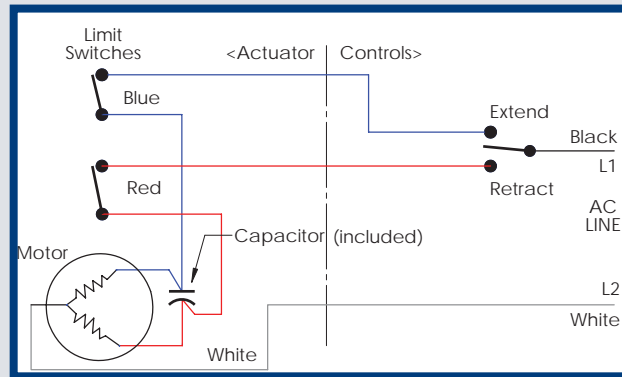 Limit
Switches
<Actuator
Controls>
Blue
Extend
Black
L1
Red
Retract
AC
LINE
Capacitor (included)
Motor
L2
White
White